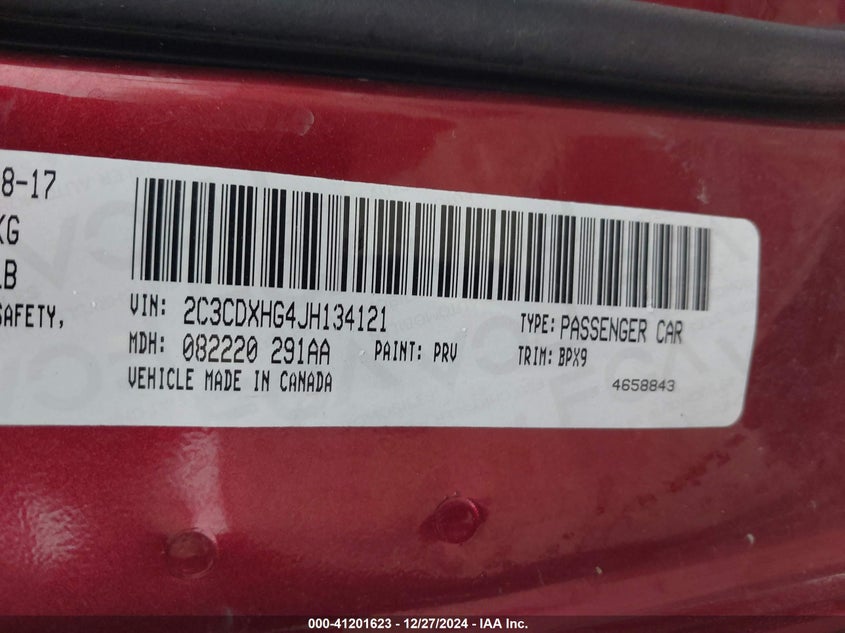 8-17
KG
LB
SAFETY,
VIN: 2C3CDXHG4JH134121
TYPE: PASSENGER CAR
MDH: 082220 291AA
PAINT: PRV
TRIM: BPX9
VEHICLE MADE IN CANADA
4658843
000-41201623 > 12/27/2024 - IAA Inc.